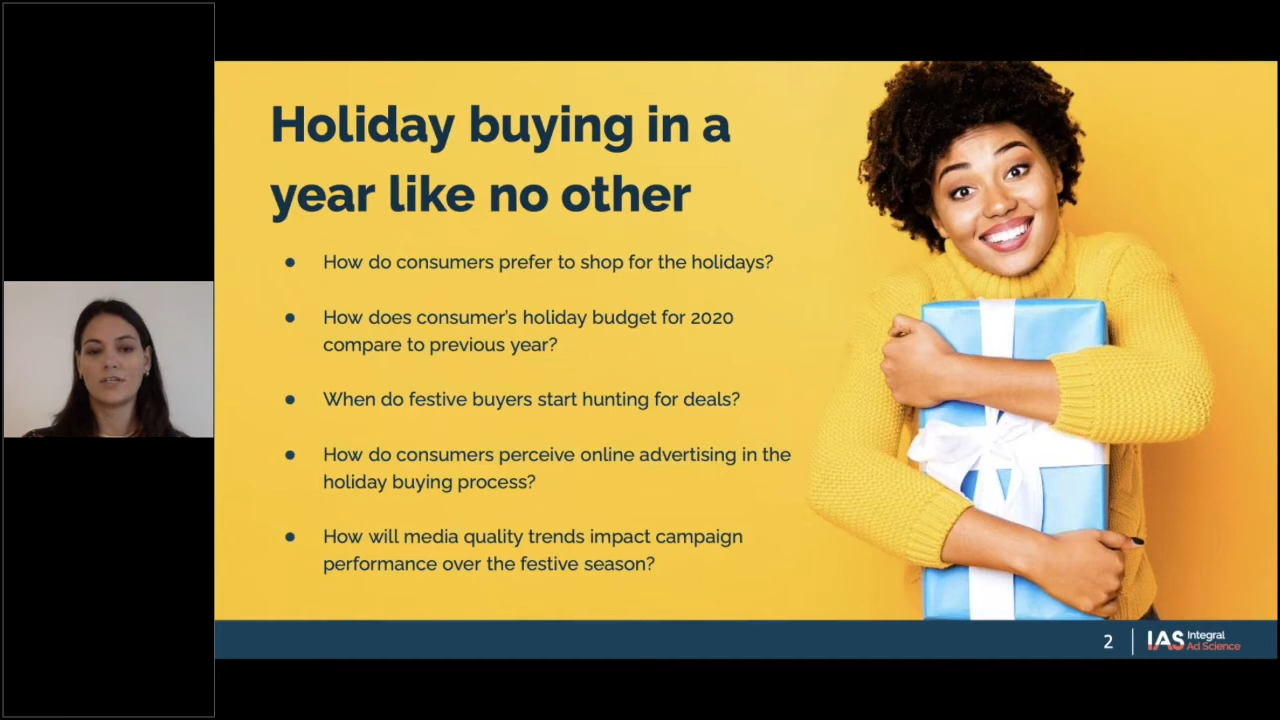 Holiday buying in a
year like no other
● How do consumers prefer to shop for the holidays?
● How does consumer’s holiday budget for 2020
compare to previous year?
● When do festive buyers start hunting for deals?
● How do consumers perceive online advertising in the
holiday buying process?
● How will media quality trends impact campaign
performance over the festive season?
2
IAS Integral
Ad Science